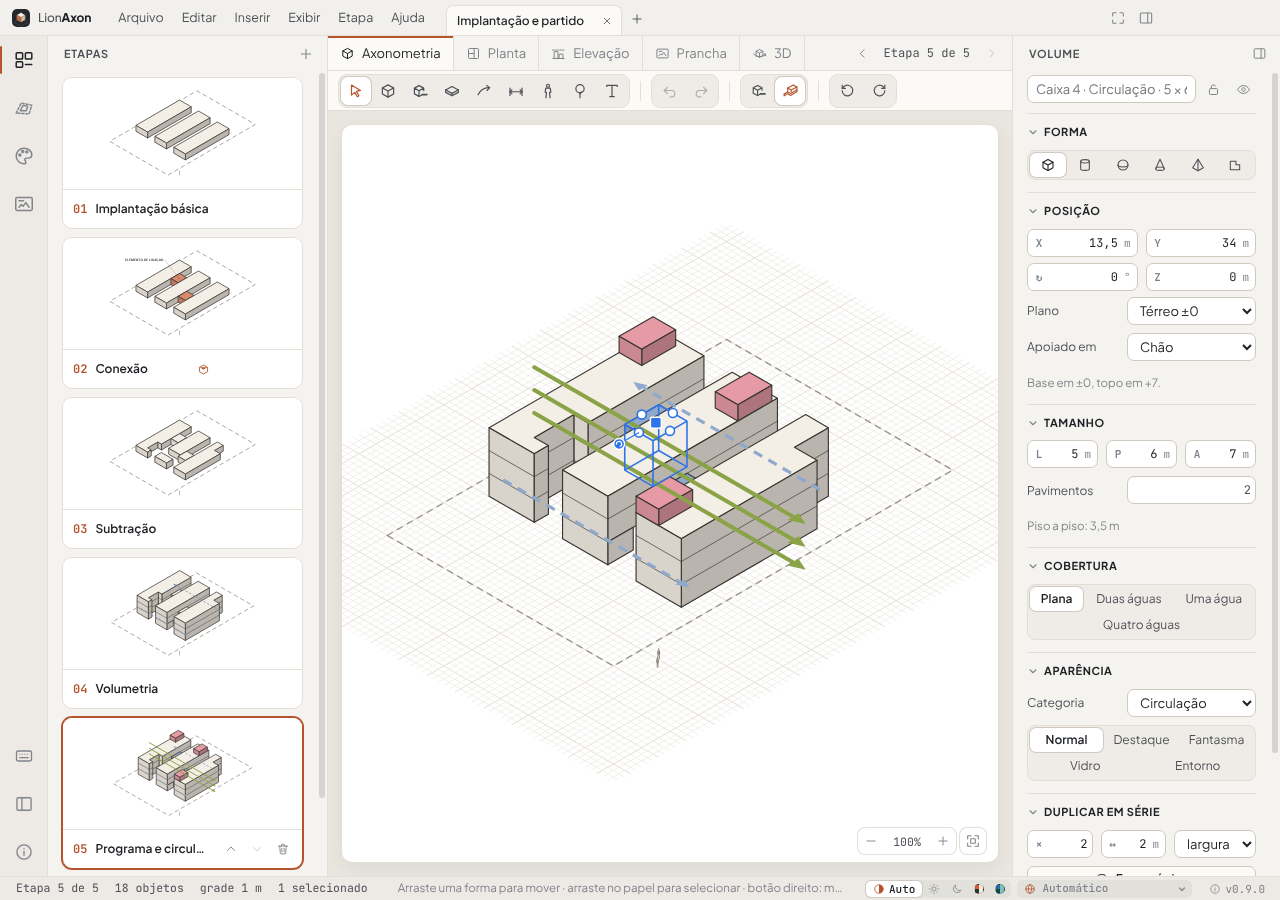 LionAxon Arquivo Editar Inserir Exibir Etapa Ajuda Implantação e partido
ETAPAS
Axonometria Planta Elevação Prancha 3D Etapa 5 de 5
VOLUME
Caixa 4 · Circulação · 5 × 6
FORMA
POSIÇÃO
X 13,5 m Y 34 m
↻ 0 ° Z 0 m
Plano Térreo ±0
Apoiado em Chão
Base em ±0, topo em +7.
TAMANHO
L 5 m P 6 m A 7 m
Pavimentos 2
Piso a piso: 3,5 m
COBERTURA
Plana Duas águas Uma água
Quatro águas
APARÊNCIA
Categoria Circulação
Normal Destaque Fantasma
Vidro Entorno
DUPLICAR EM SÉRIE
× 2 ↔ 2 m largura
01 Implantação básica
ELEMENTO DE LIGAÇÃO
02 Conexão
03 Subtração
04 Volumetria
05 Programa e circul…
100%
Etapa 5 de 5 18 objetos grade 1 m 1 selecionado Arraste uma forma para mover · arraste no papel para selecionar · botão direito: m… Auto Automático v0.9.0